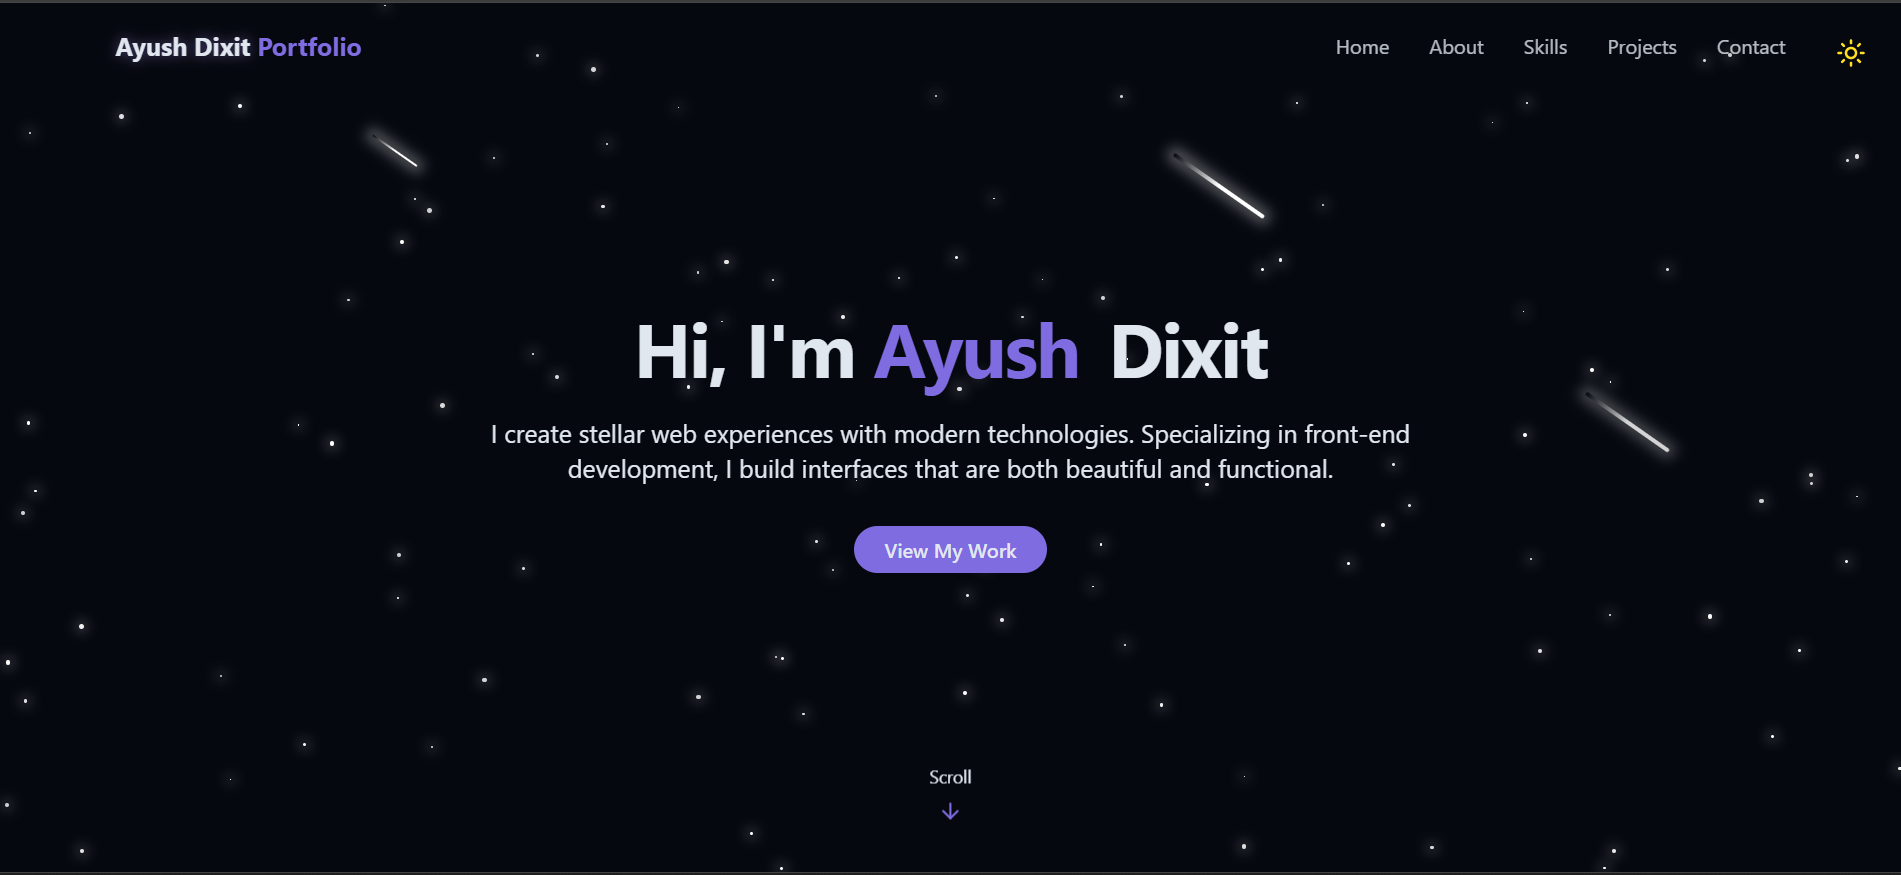 Ayush Dixit Portfolio
Home About Skills Projects Contact
Hi, I'm Ayush Dixit
I create stellar web experiences with modern technologies. Specializing in front-end
development, I build interfaces that are both beautiful and functional.
View My Work
Scroll